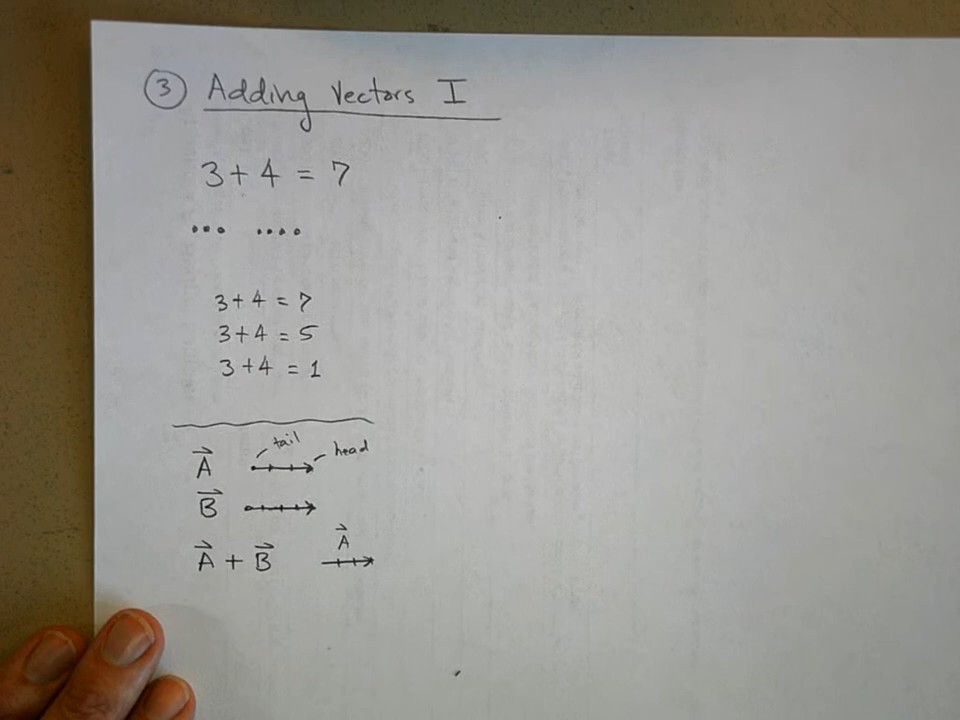 ③ Adding Vectors I
3 + 4 = 7
3 + 4 = 7
3 + 4 = 5
3 + 4 = 1
tail head
A⃗
B⃗
A⃗ + B⃗ A⃗